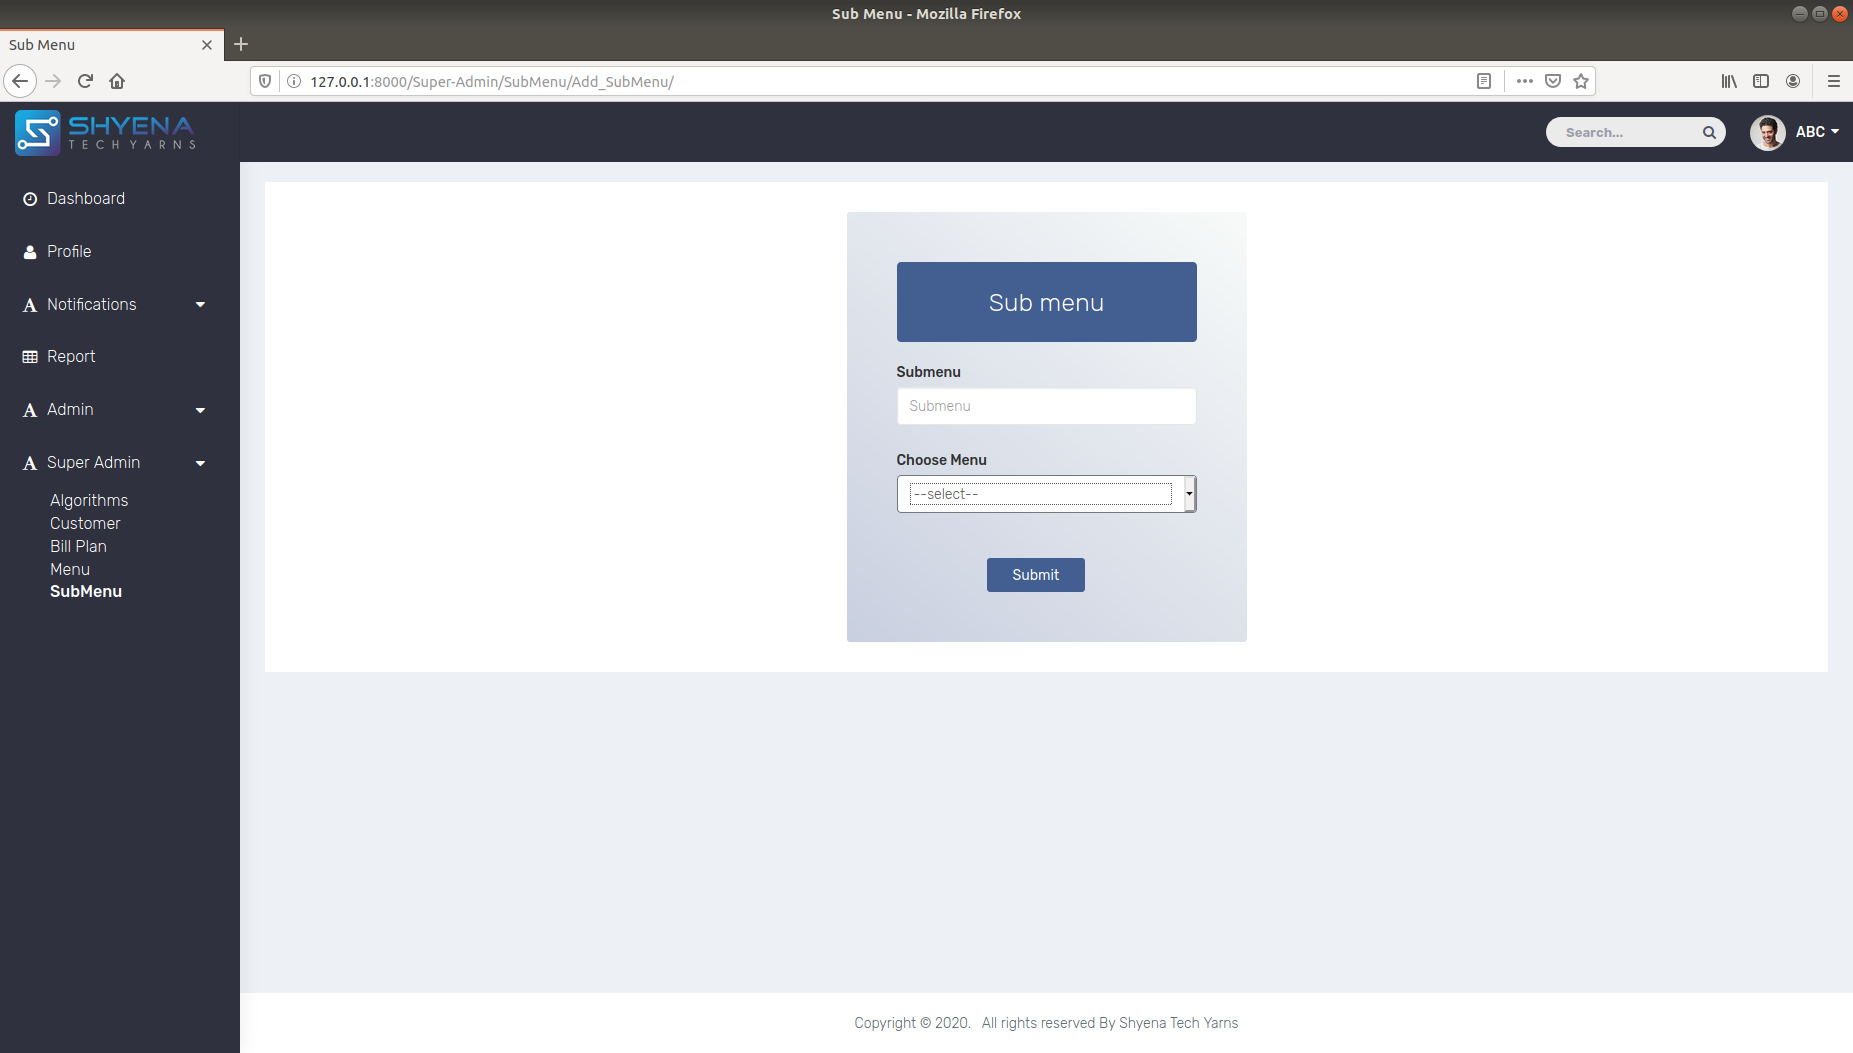 Sub Menu - Mozilla Firefox
Sub Menu
127.0.0.1:8000/Super-Admin/SubMenu/Add_SubMenu/
SHYENA
TECH YARNS
Search...
ABC
Dashboard
Profile
Notifications
Report
Admin
Super Admin
Algorithms
Customer
Bill Plan
Menu
SubMenu
Sub menu
Submenu
Submenu
Choose Menu
--select--
Submit
Copyright © 2020. All rights reserved By Shyena Tech Yarns